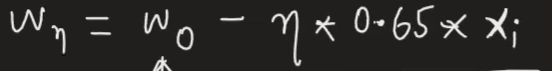 Wη = W₀ - η * 0.65 * xᵢ